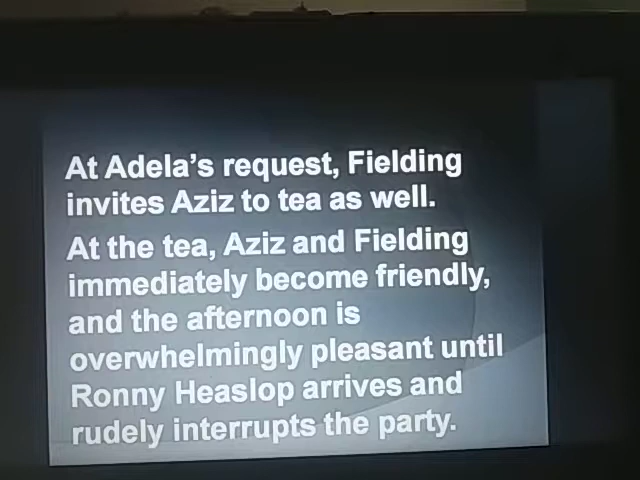 At Adela’s request, Fielding
invites Aziz to tea as well.
At the tea, Aziz and Fielding
immediately become friendly,
and the afternoon is
overwhelmingly pleasant until
Ronny Heaslop arrives and
rudely interrupts the party.